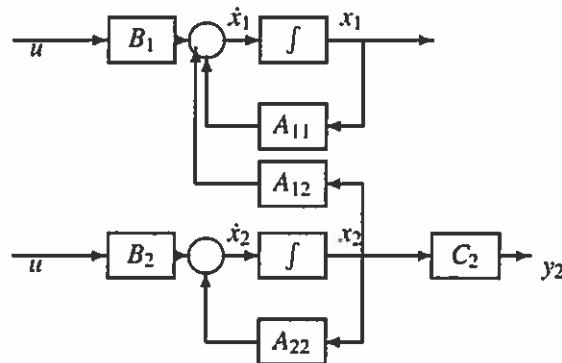 ẋ₁ x₁
u B₁ ∫
A₁₁
A₁₂
ẋ₂ x₂
u B₂ ∫ C₂ y₂
A₂₂